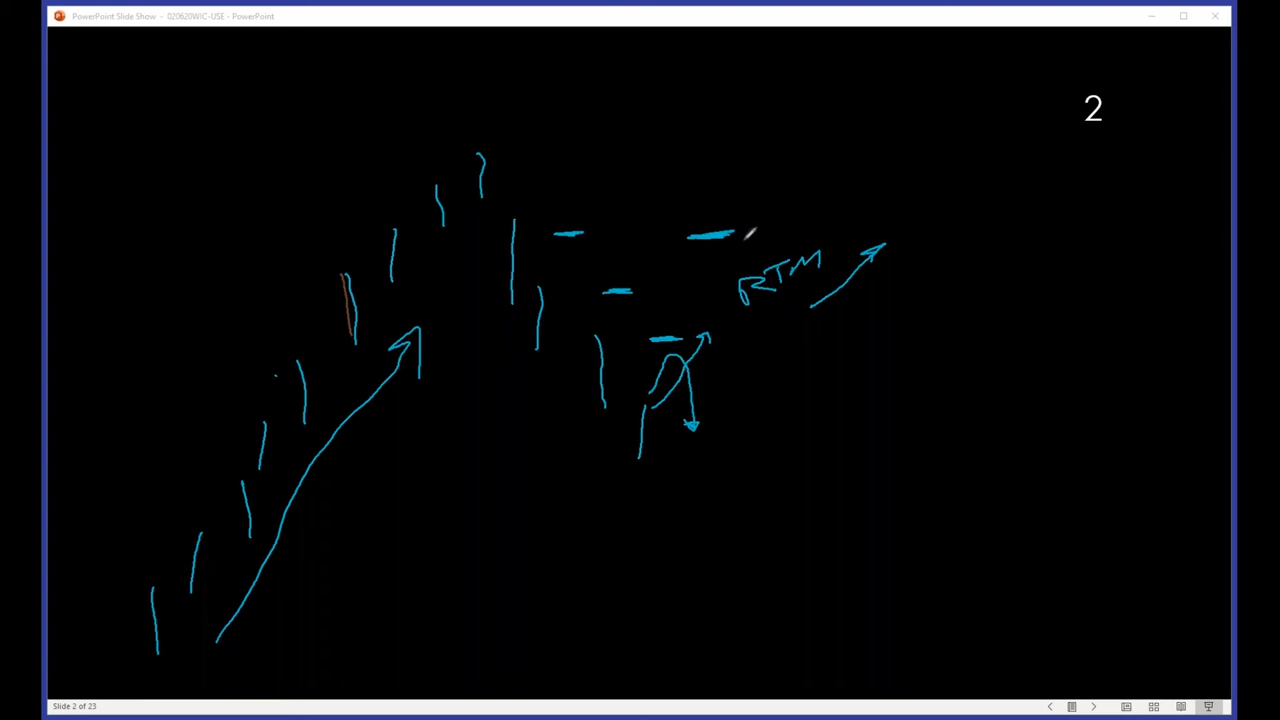 PowerPoint Slide Show - 020620WIC-USE - PowerPoint
2
RTM
Slide 2 of 23